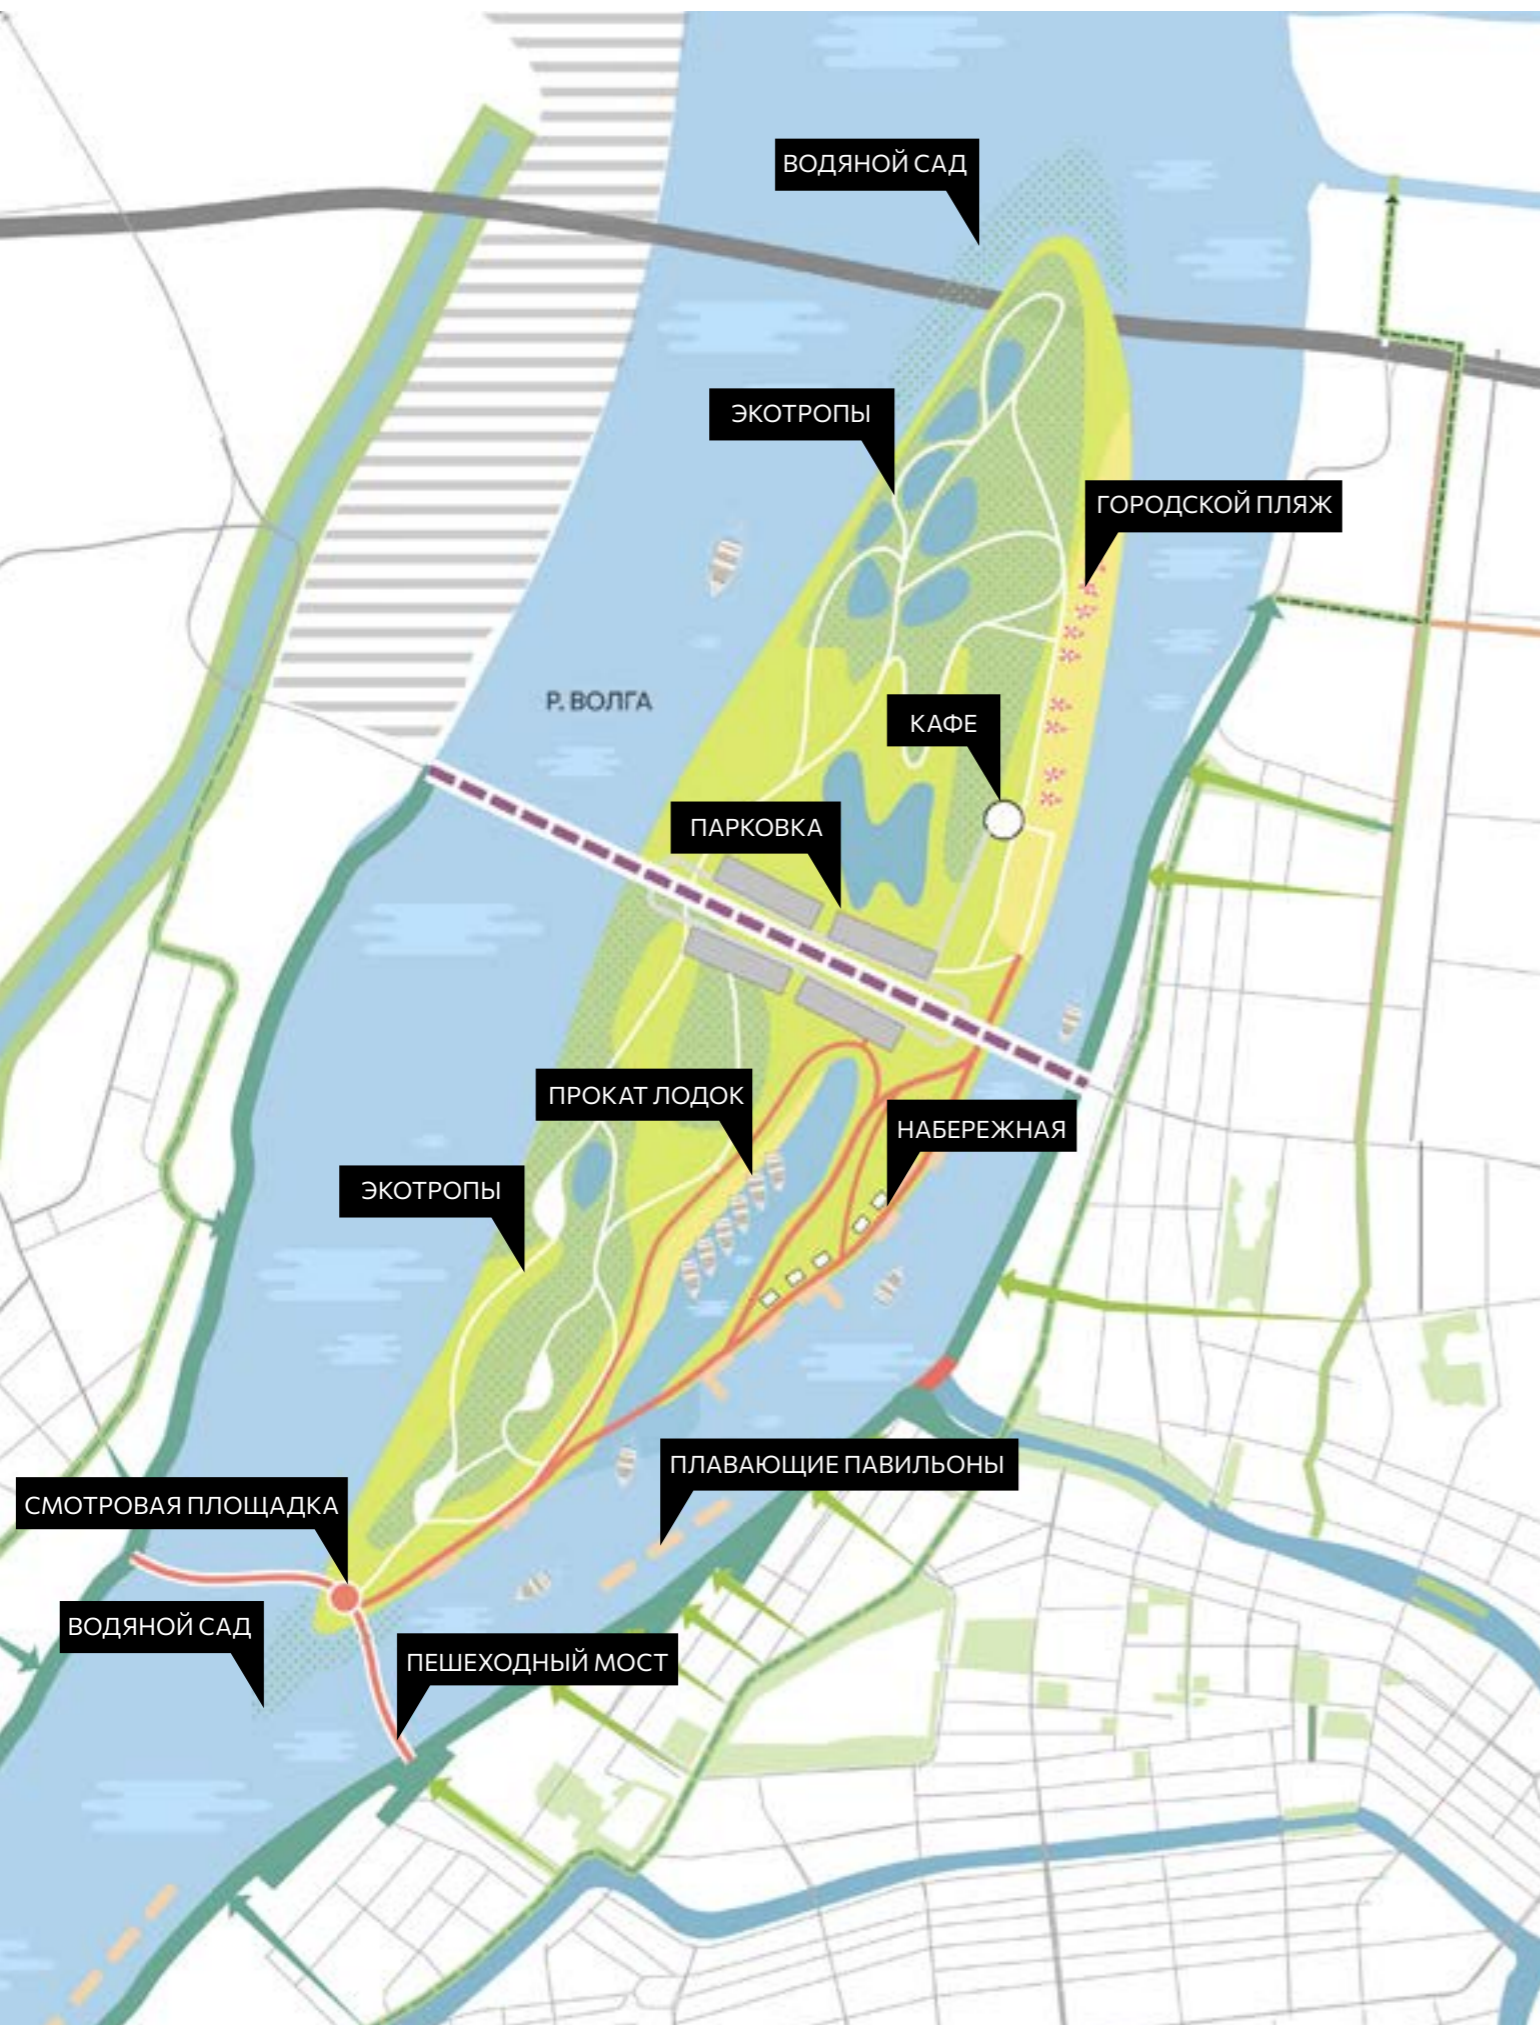 ВОДЯНОЙ САД
ЭКОТРОПЫ
ГОРОДСКОЙ ПЛЯЖ
Р. ВОЛГА
КАФЕ
ПАРКОВКА
ПРОКАТ ЛОДОК
НАБЕРЕЖНАЯ
ЭКОТРОПЫ
ПЛАВАЮЩИЕ ПАВИЛЬОНЫ
СМОТРОВАЯ ПЛОЩАДКА
ВОДЯНОЙ САД
ПЕШЕХОДНЫЙ МОСТ